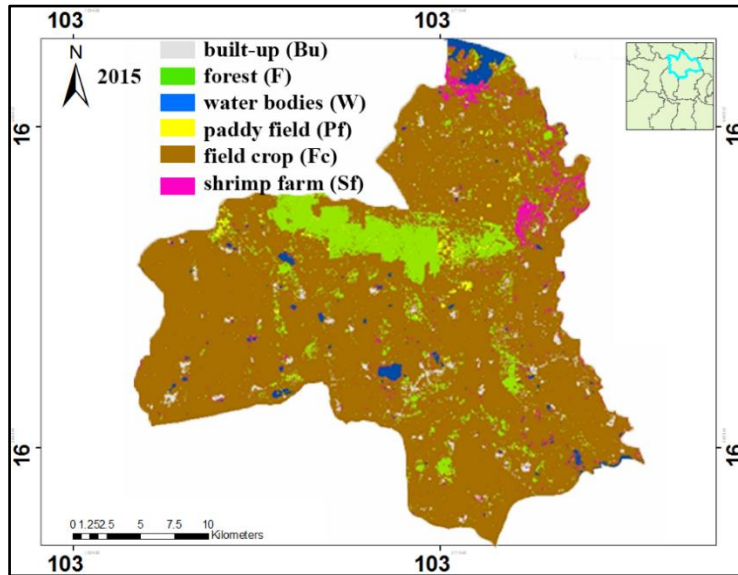 103 103
N
2015
built-up (Bu)
forest (F)
water bodies (W)
paddy field (Pf)
field crop (Fc)
shrimp farm (Sf)
16 16
16 16
0 1.252.5 5 7.5 10
Kilometers
103 103